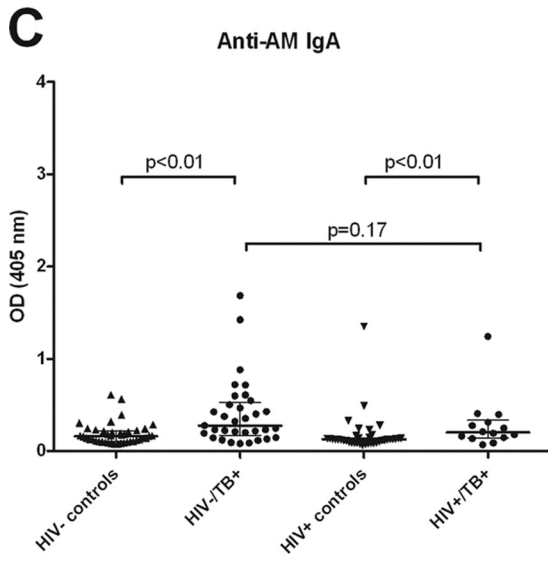 C
Anti-AM IgA
OD (405 nm)
4
3
2
1
0
p<0.01
p<0.01
p=0.17
HIV- controls
HIV-/TB+
HIV+ controls
HIV+/TB+